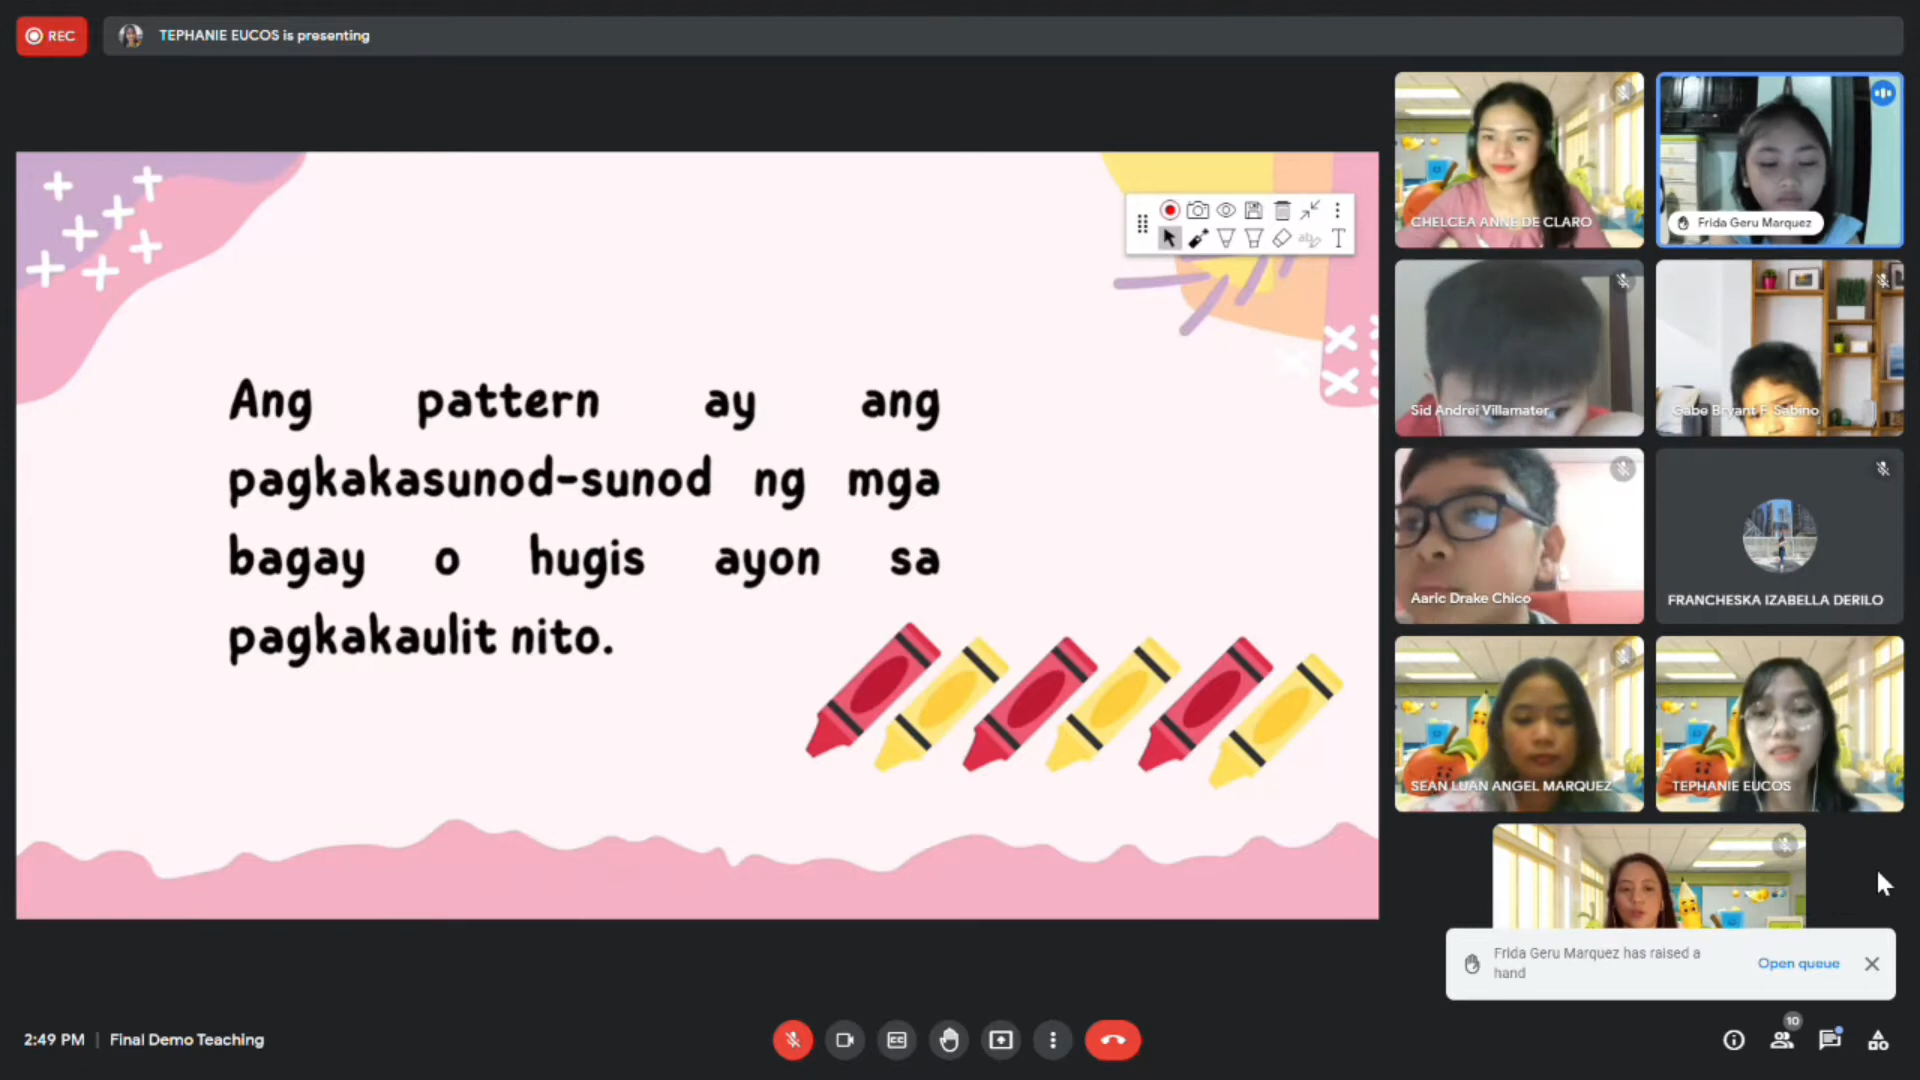 REC
TEPHANIE EUCOS is presenting
CHELCEA ANNE DE CLARO
Frida Geru Marquez
T
Ang pattern ay ang
pagkakasunod-sunod ng mga
bagay o hugis ayon sa
pagkakaulit nito.
Sid Andrei Villamater
Gabe Bryant F. Sabino
Aaric Drake Chico
FRANCHESKA IZABELLA DERILO
SEAN LUAN ANGEL MARQUEZ
TEPHANIE EUCOS
Frida Geru Marquez has raised a
hand
Open queue
2:49 PM | Final Demo Teaching
CC
10